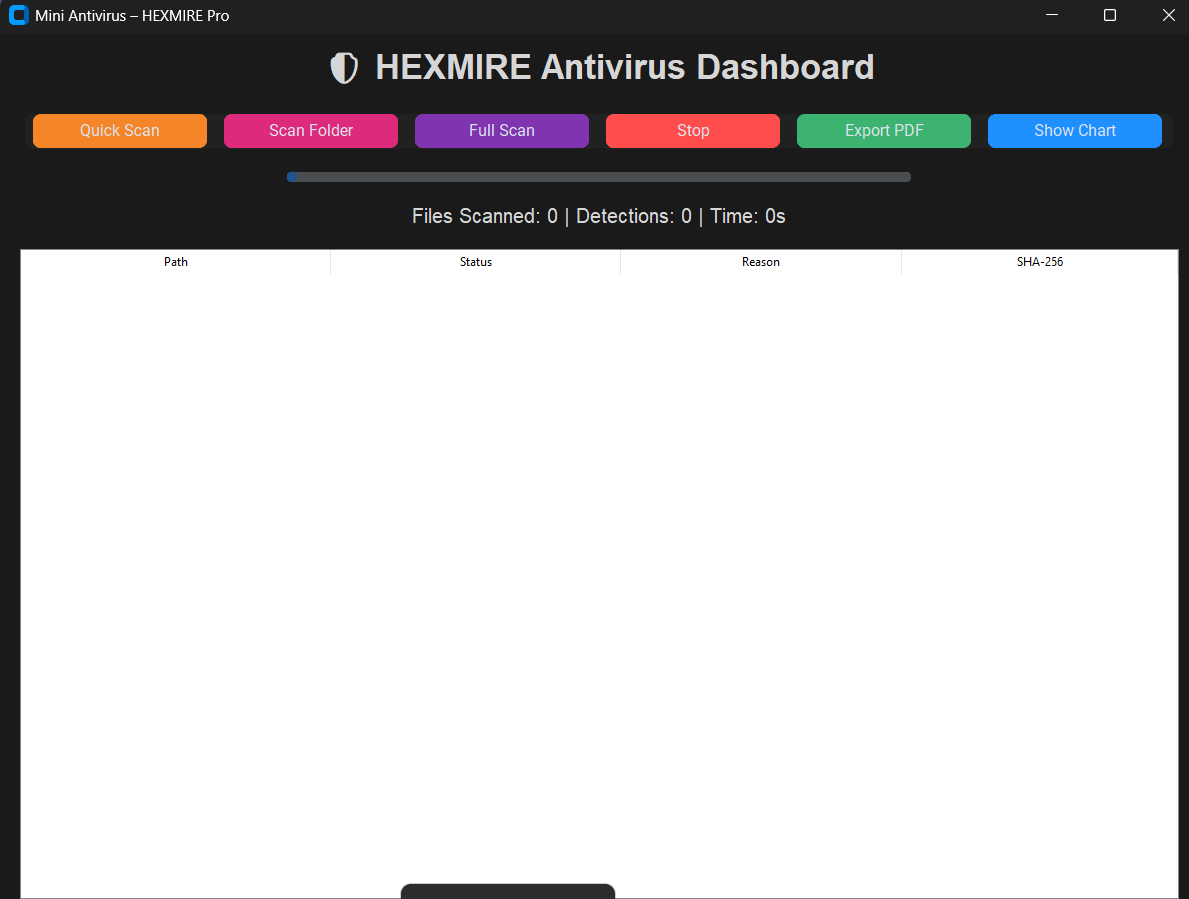 Mini Antivirus – HEXMIRE Pro
HEXMIRE Antivirus Dashboard
Quick Scan Scan Folder Full Scan Stop Export PDF Show Chart
Files Scanned: 0 | Detections: 0 | Time: 0s
Path Status Reason SHA-256